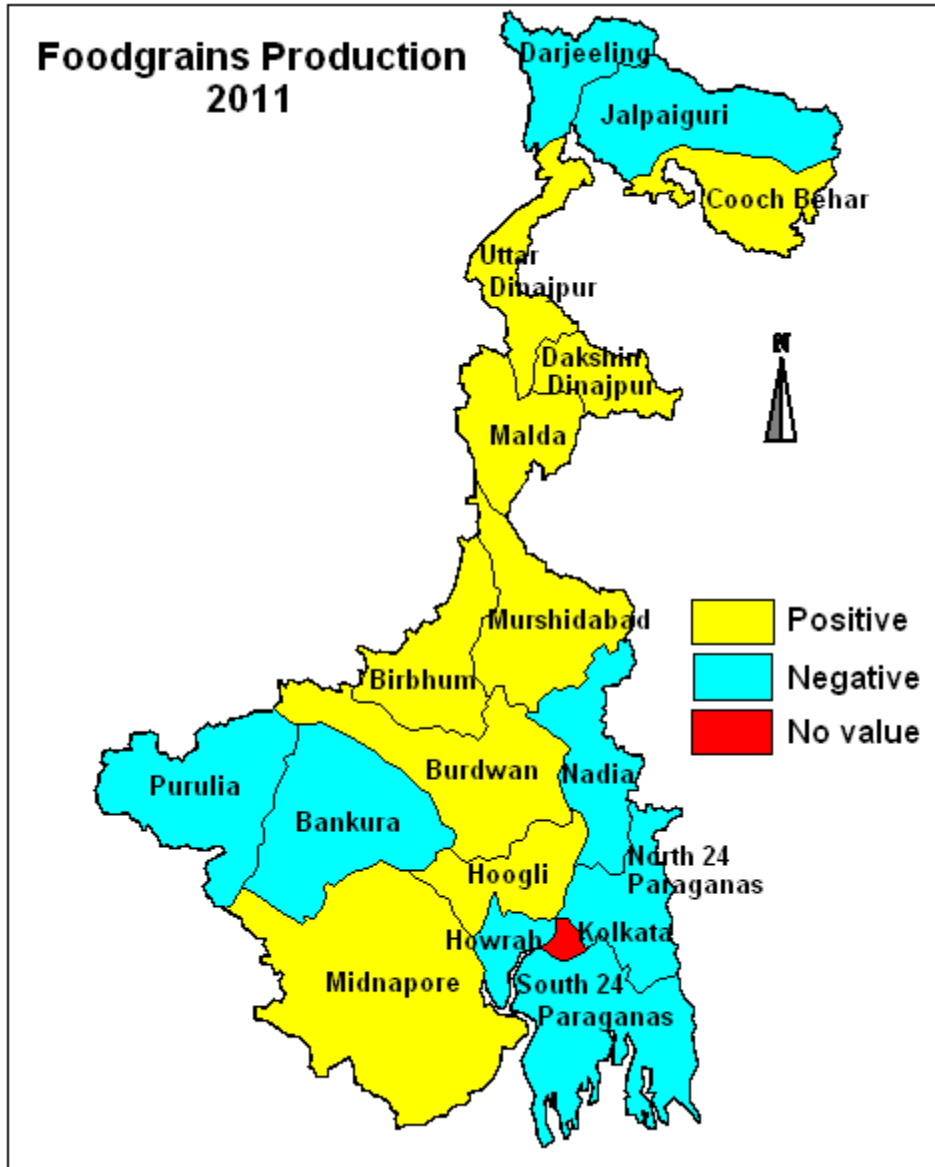 Foodgrains Production
2011
Darjeeling
Jalpaiguri
Cooch Behar
Uttar
Dinajpur
N
Dakshin
Dinajpur
Malda
Murshidabad
Positive
Birbhum
Negative
No value
Burdwan
Nadia
Purulia
Bankura
North 24
Paraganas
Hoogli
Howrah
Kolkata
Midnapore
South 24
Paraganas